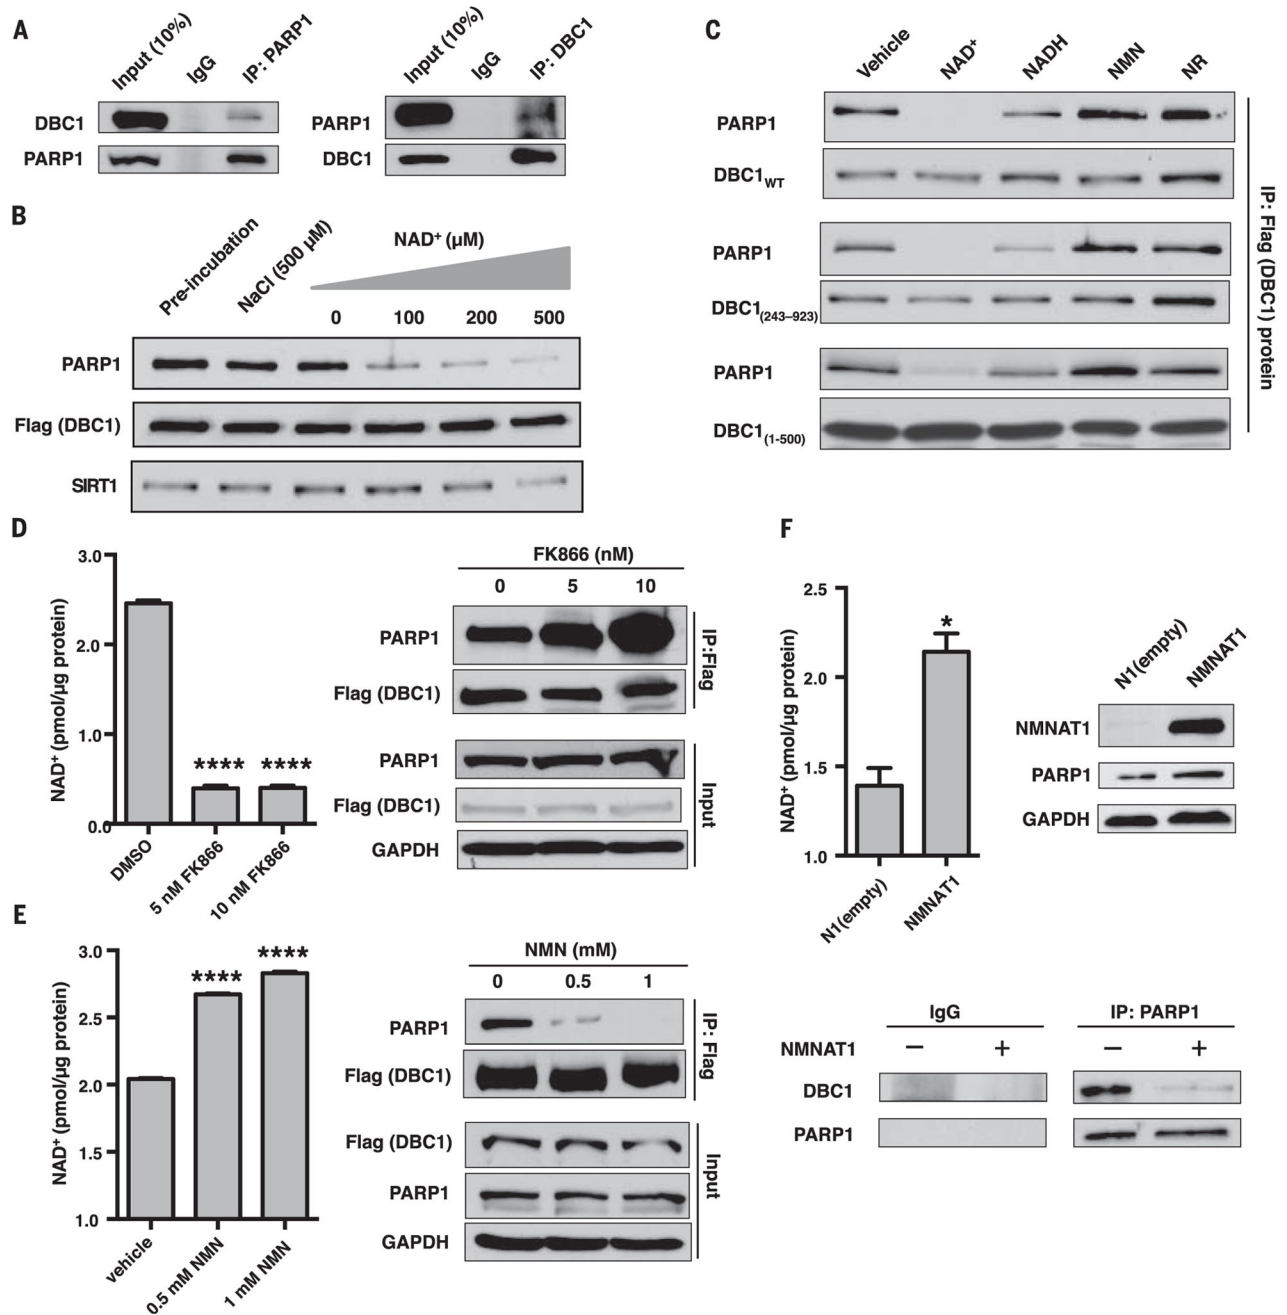 A
Input (10%)
IgG
IP: PARP1
DBC1
PARP1
Input (10%)
IgG
IP: DBC1
PARP1
DBC1
B
Pre-incubation
NaCl (500 µM)
NAD⁺ (µM)
0 100 200 500
PARP1
Flag (DBC1)
SIRT1
C
Vehicle
NAD⁺
NADH
NMN
NR
PARP1
DBC1WT
PARP1
DBC1(243–923)
PARP1
DBC1(1-500)
IP: Flag (DBC1) protein
D
NAD⁺ (pmol/µg protein)
3.0
2.0
1.0
0.0
**** ****
DMSO
5 nM FK866
10 nM FK866
FK866 (nM)
0 5 10
PARP1
Flag (DBC1)
IP:Flag
PARP1
Flag (DBC1)
GAPDH
Input
E
NAD⁺ (pmol/µg protein)
3.0
2.5
2.0
1.5
1.0
****
****
vehicle
0.5 mM NMN
1 mM NMN
NMN (mM)
0 0.5 1
PARP1
Flag (DBC1)
IP: Flag
Flag (DBC1)
PARP1
GAPDH
Input
F
NAD⁺ (pmol/µg protein)
2.5
2.0
1.5
1.0
*
N1(empty)
NMNAT1
N1(empty)
NMNAT1
NMNAT1
PARP1
GAPDH
IgG IP: PARP1
NMNAT1 — + — +
DBC1
PARP1